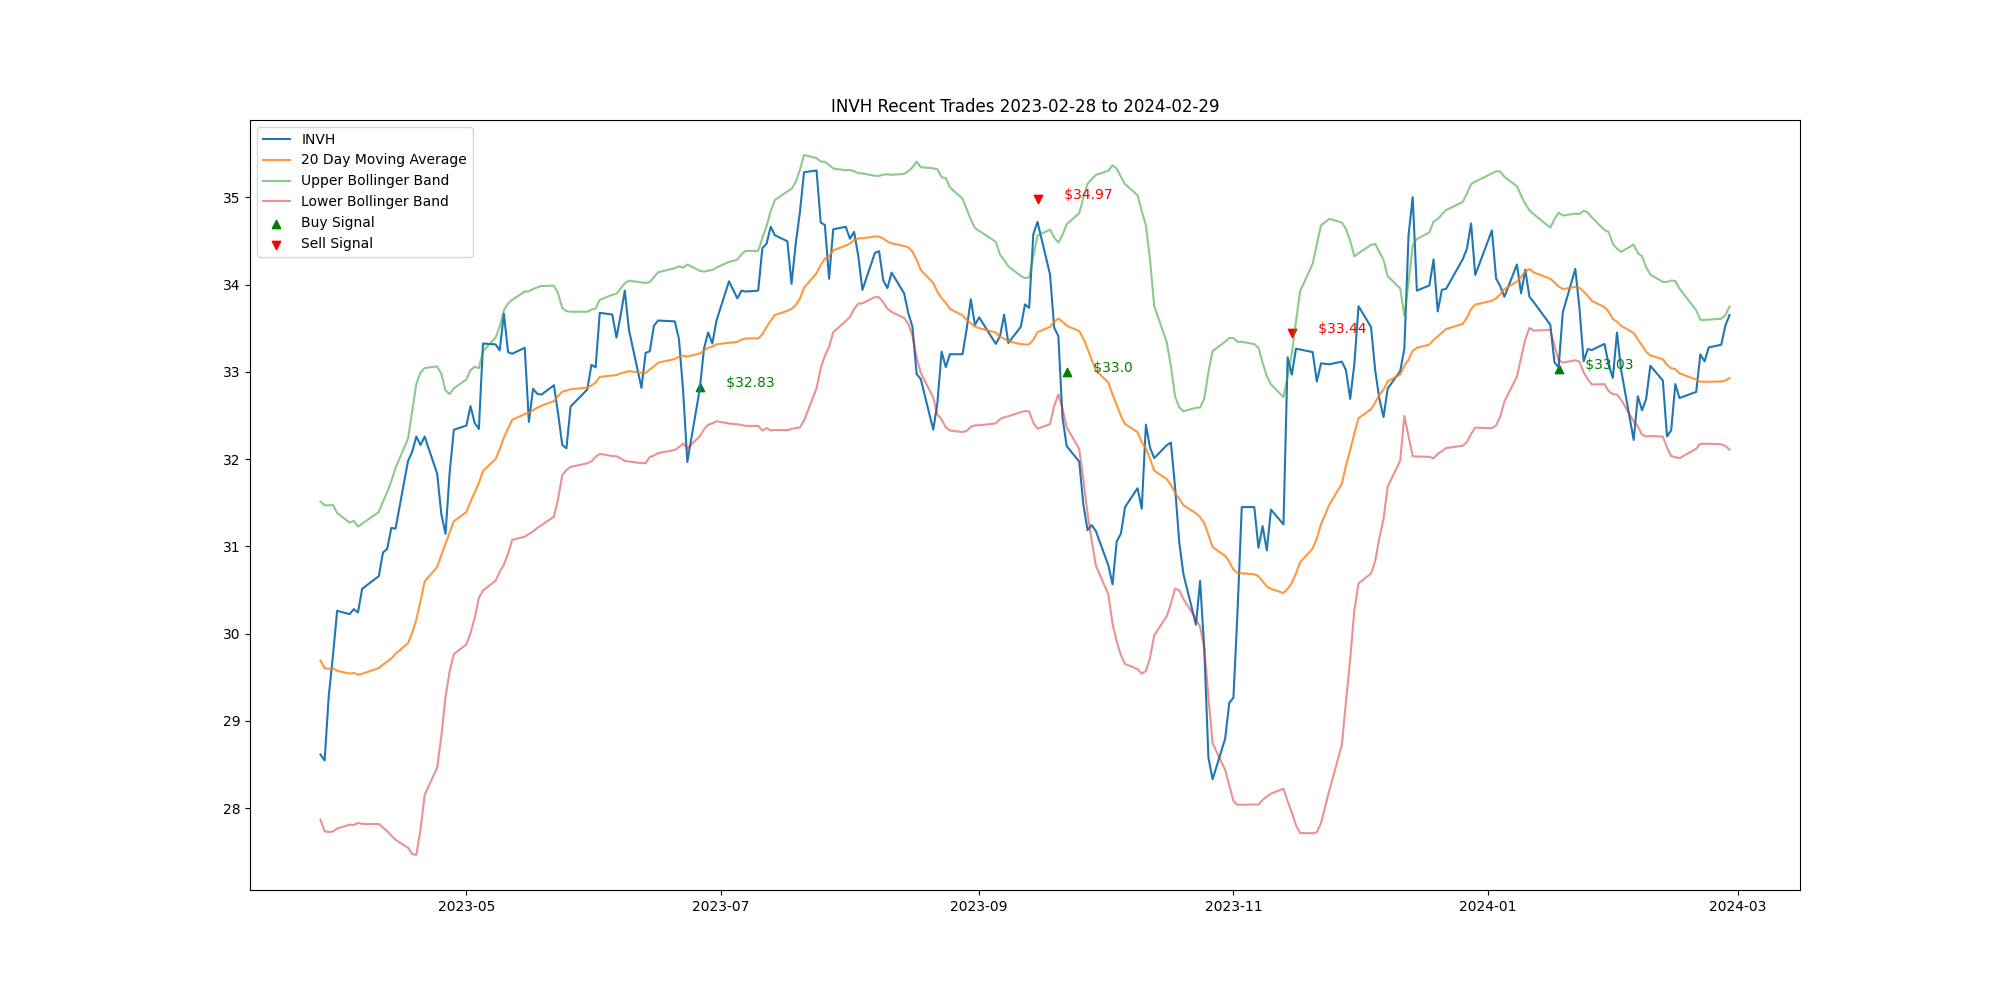 INVH Recent Trades 2023-02-28 to 2024-02-29
INVH
20 Day Moving Average
Upper Bollinger Band
Lower Bollinger Band
Buy Signal
Sell Signal
35
34
33
32
31
30
29
28
$34.97
$33.44
$32.83
$33.0
$33.03
2023-05
2023-07
2023-09
2023-11
2024-01
2024-03